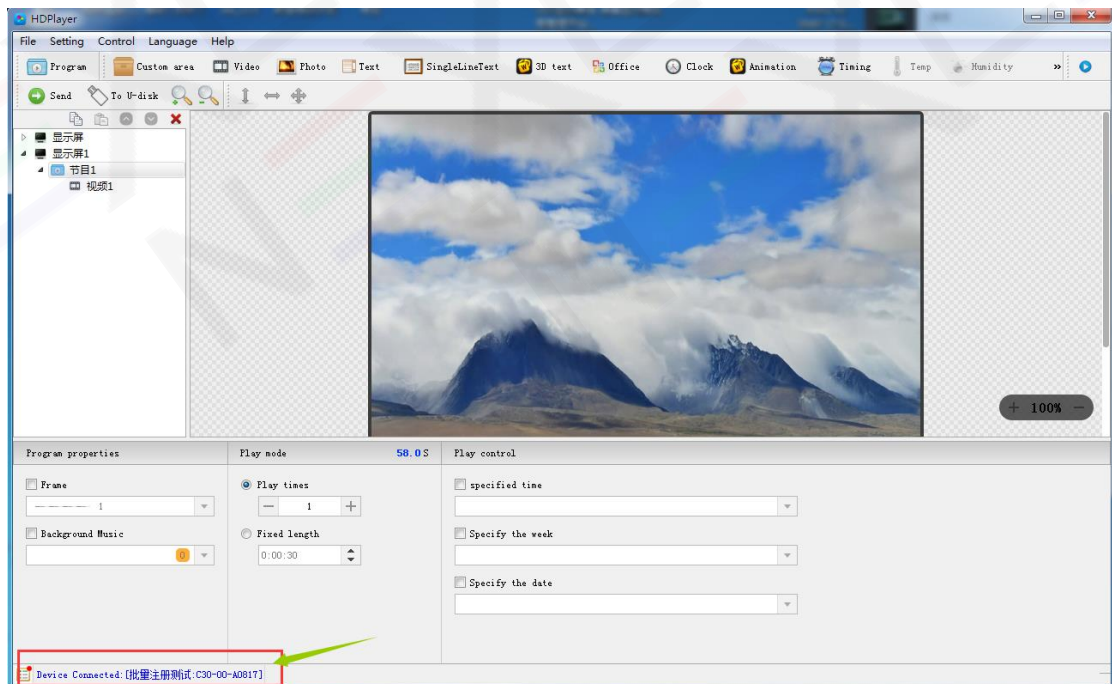 HDPlayer
File Setting Control Language Help
Program Custom area Video Photo Text SingleLineText 3D text Office Clock Animation Timing Temp Humidity »
Send To U-disk
显示屏
显示屏1
节目1
视频1
+ 100% −
Program properties Play mode 58.0S Play control
Frame Play times specified time
1 − 1 +
Background Music Fixed length Specify the week
0 0:00:30
Specify the date
Device Connected:[批量注册测试:C30-00-A0817]